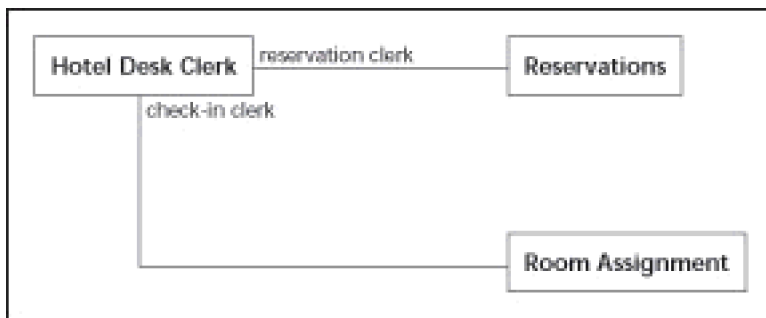 Hotel Desk Clerk
reservation clerk
Reservations
check-in clerk
Room Assignment